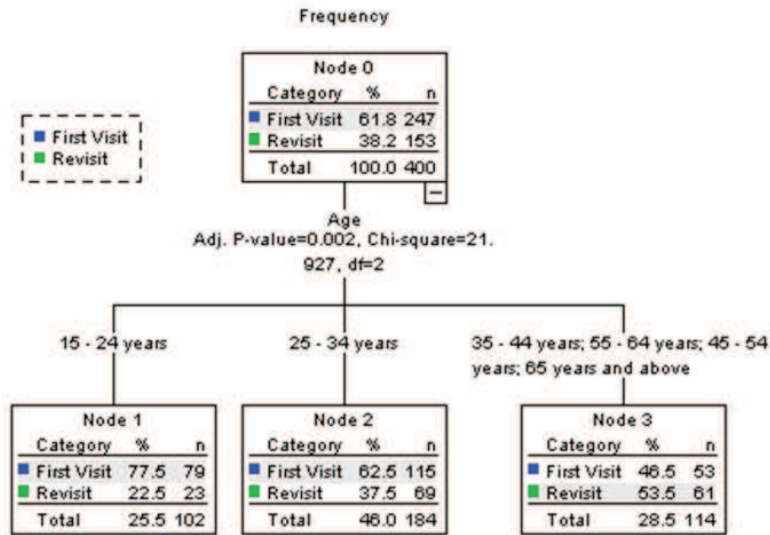 Frequency
Node 0
Category % n
First Visit 61.8 247
Revisit 38.2 153
Total 100.0 400
First Visit
Revisit
Age
Adj. P-value=0.002, Chi-square=21.
927, df=2
15 - 24 years
25 - 34 years
35 - 44 years; 55 - 64 years; 45 - 54
years; 65 years and above
Node 1
Category % n
First Visit 77.5 79
Revisit 22.5 23
Total 25.5 102
Node 2
Category % n
First Visit 62.5 115
Revisit 37.5 69
Total 46.0 184
Node 3
Category % n
First Visit 46.5 53
Revisit 53.5 61
Total 28.5 114